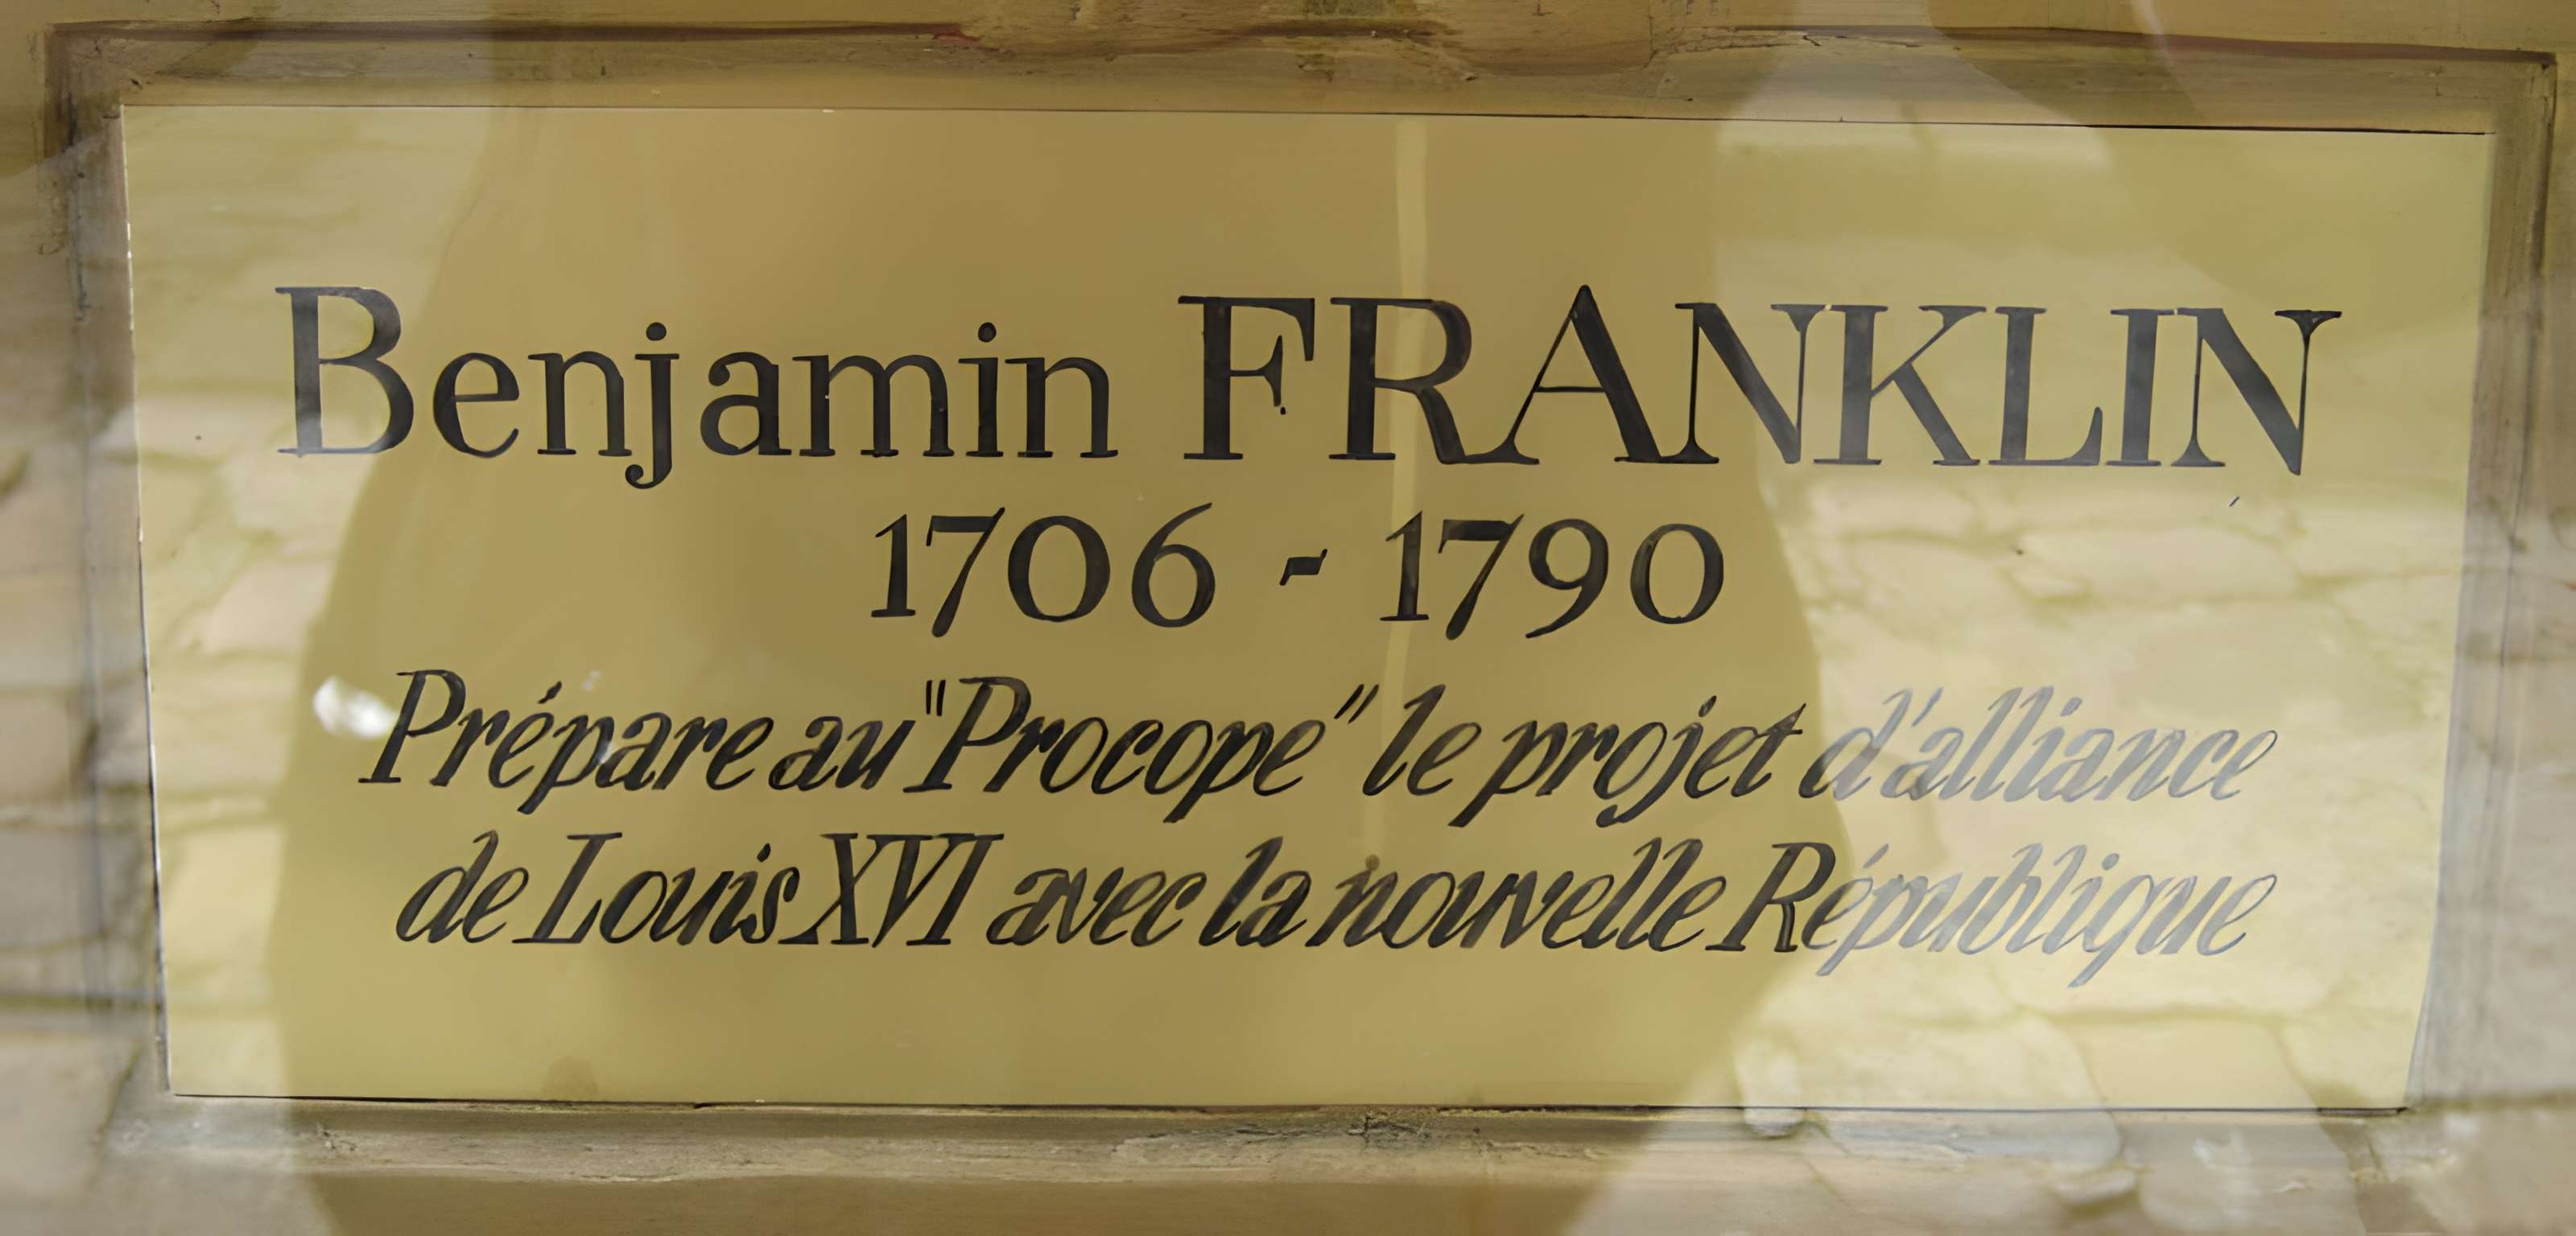 Benjamin FRANKLIN
1706 - 1790
Prépare au "Procope" le projet d'alliance
de Louis XVI avec la nouvelle République